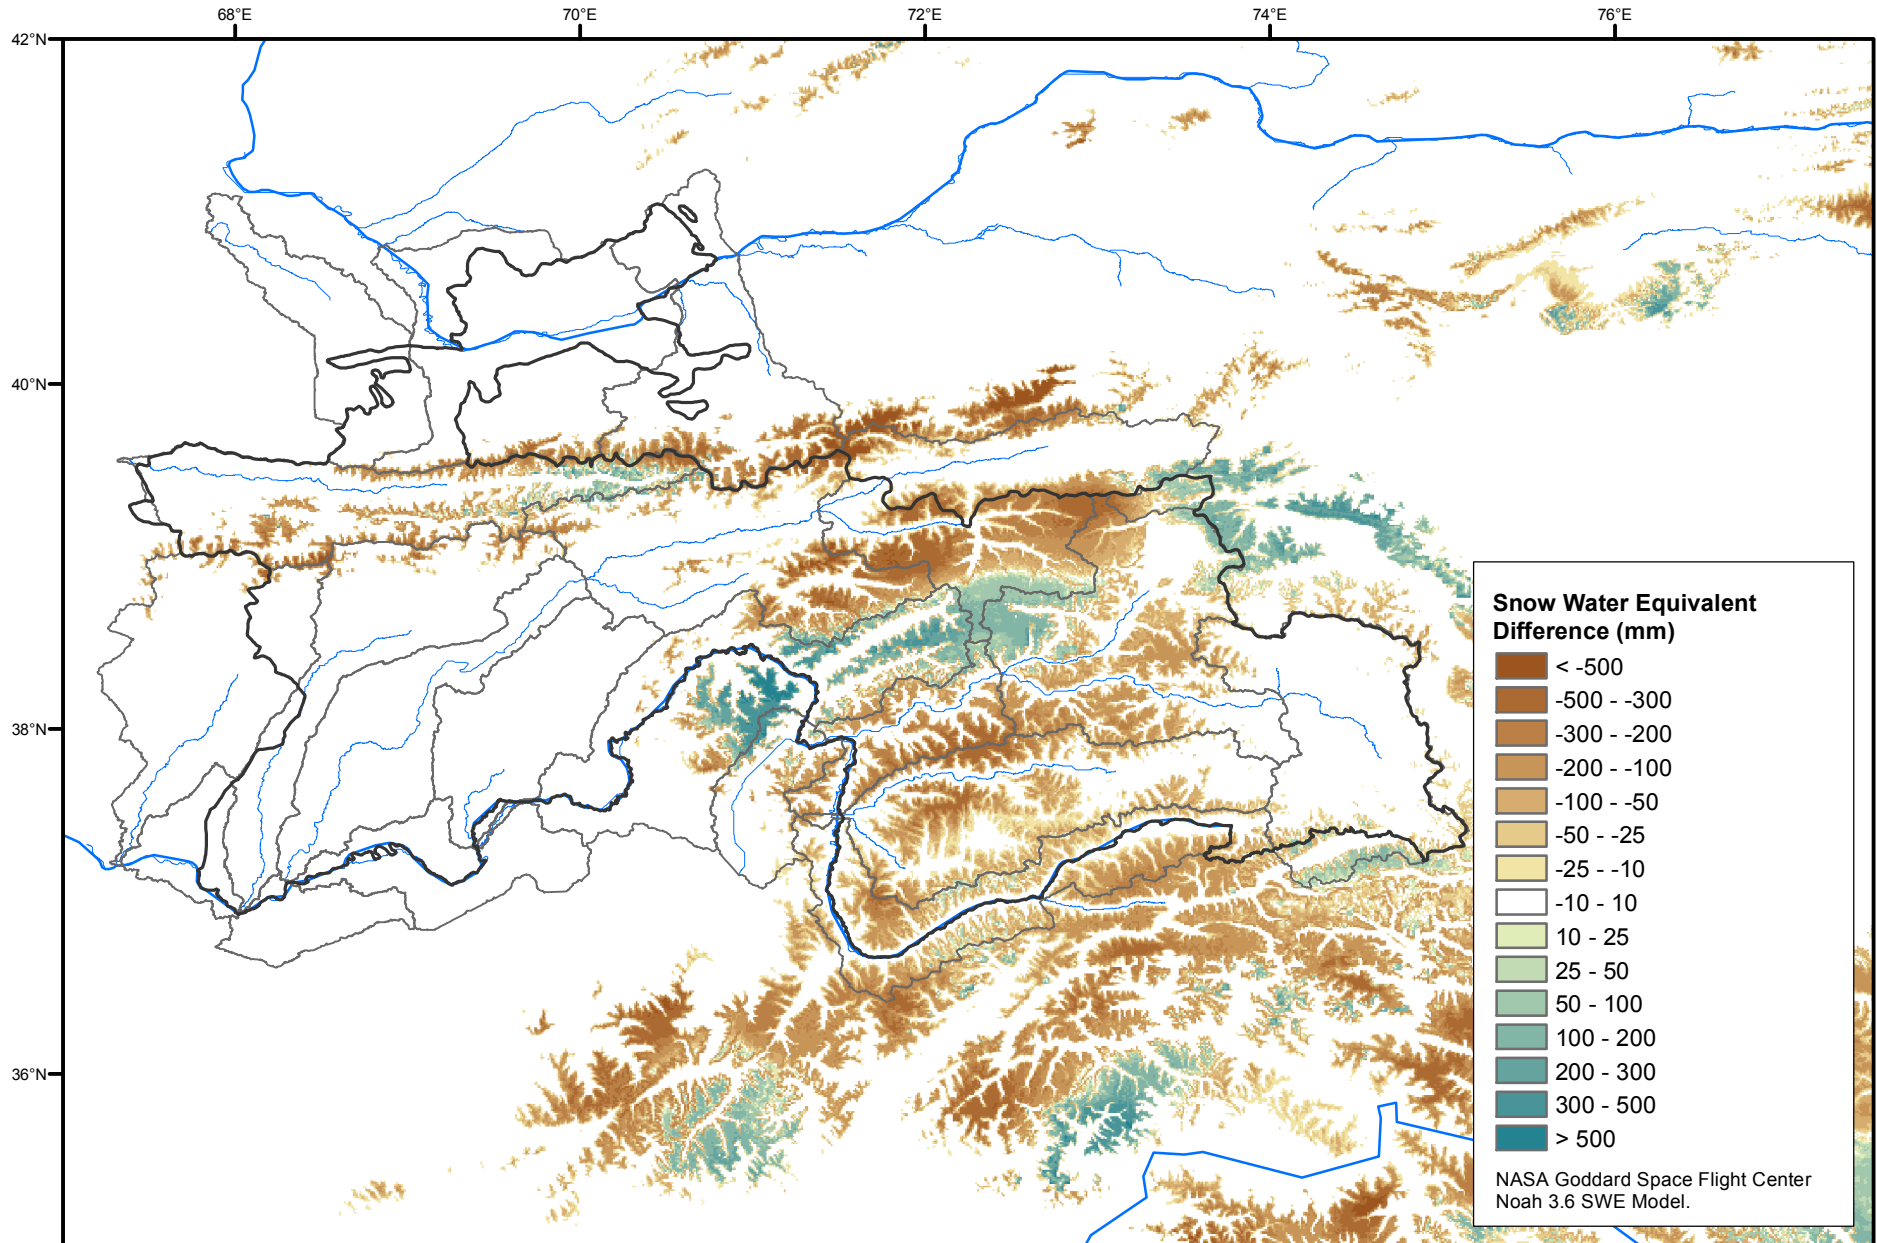 68°E
70°E
72°E
74°E
76°E
42°N
40°N
38°N
36°N
Snow Water Equivalent
Difference (mm)
< -500
-500 - -300
-300 - -200
-200 - -100
-100 - -50
-50 - -25
-25 - -10
-10 - 10
10 - 25
25 - 50
50 - 100
100 - 200
200 - 300
300 - 500
> 500
NASA Goddard Space Flight Center
Noah 3.6 SWE Model.